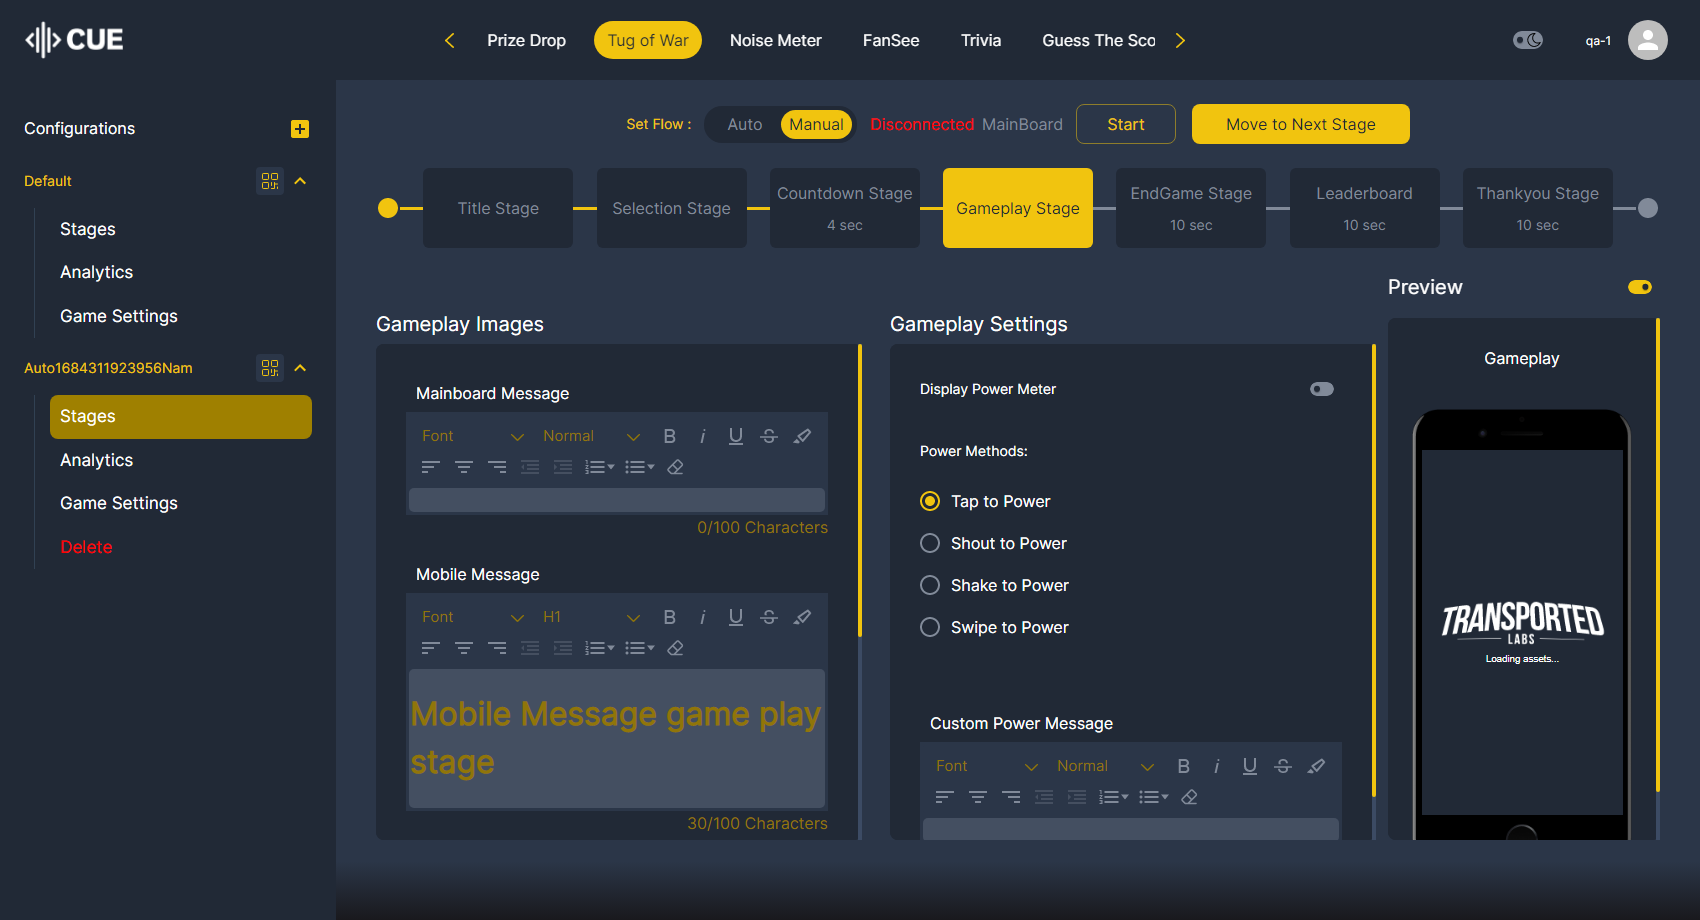 CUE
Prize Drop
Tug of War
Noise Meter
FanSee
Trivia
Guess The Sco
qa-1
Configurations
Default
Stages
Analytics
Game Settings
Auto1684311923956Nam
Stages
Analytics
Game Settings
Delete
Set Flow :
Auto
Manual
Disconnected MainBoard
Start
Move to Next Stage
Title Stage
Selection Stage
Countdown Stage
4 sec
Gameplay Stage
EndGame Stage
10 sec
Leaderboard
10 sec
Thankyou Stage
10 sec
Gameplay Images
Mainboard Message
Font
Normal
B i U S
0/100 Characters
Mobile Message
Font
H1
B i U S
Mobile Message game play
stage
30/100 Characters
Gameplay Settings
Display Power Meter
Power Methods:
Tap to Power
Shout to Power
Shake to Power
Swipe to Power
Custom Power Message
Font
Normal
B i U S
Preview
Gameplay
TRANSPORTED
LABS
Loading assets...